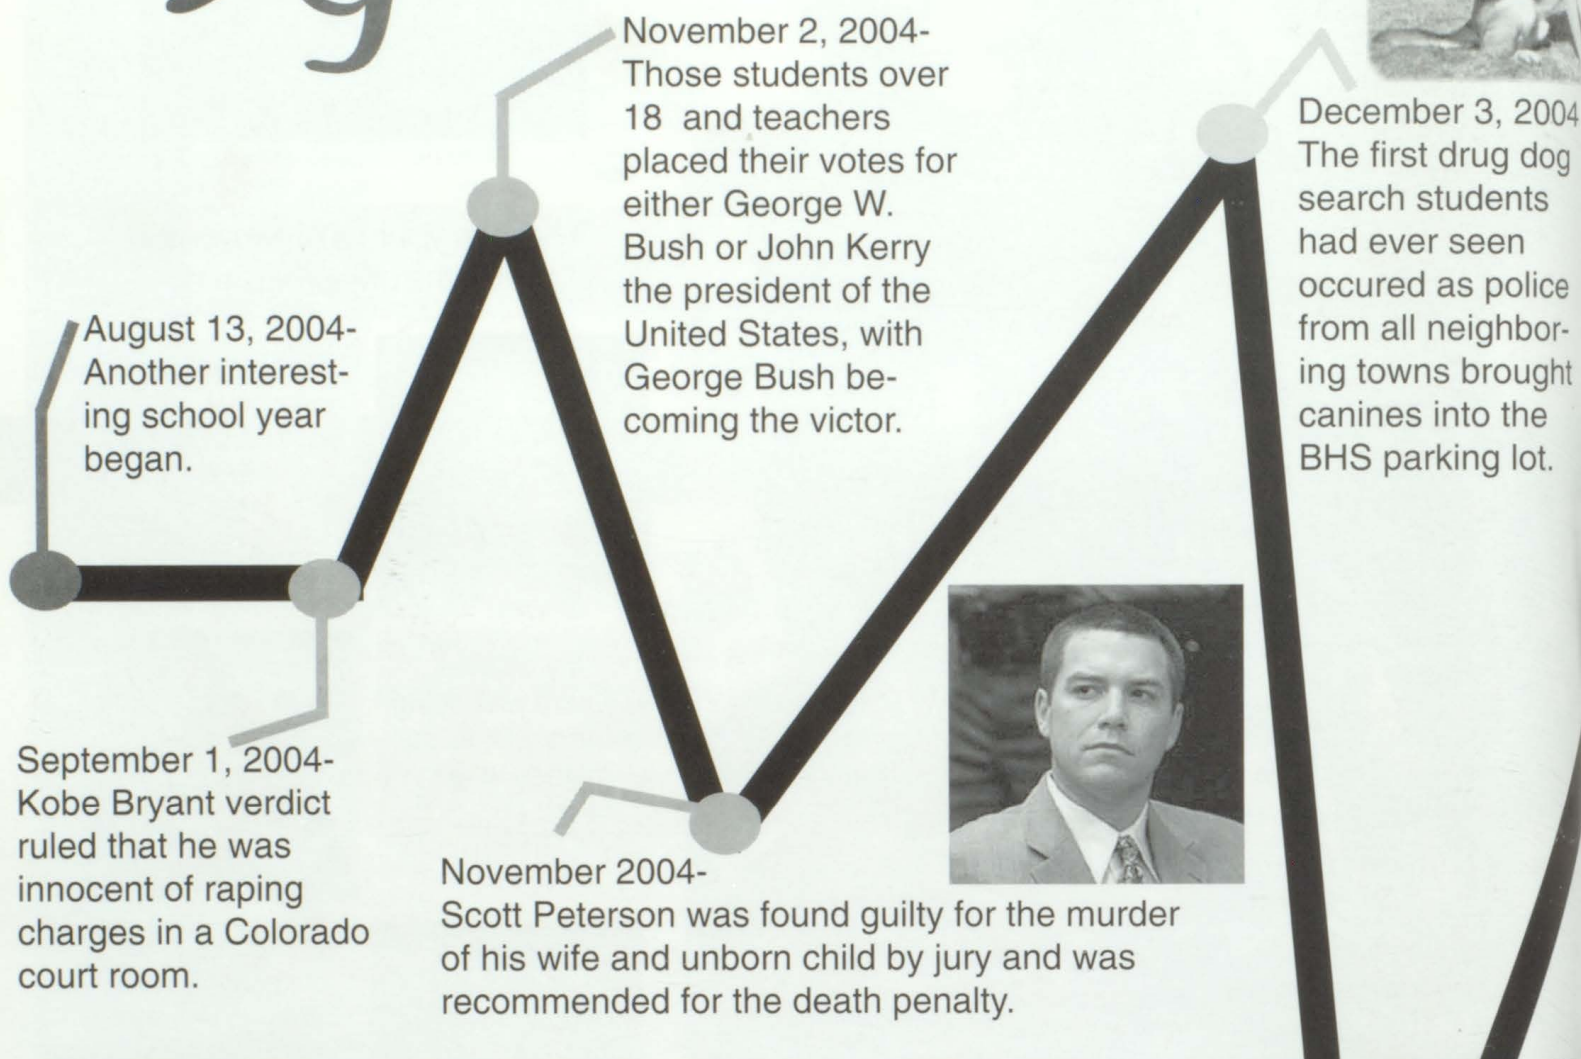 August 13, 2004-
Another interest-
ing school year
began.
September 1, 2004-
Kobe Bryant verdict
ruled that he was
innocent of raping
charges in a Colorado
court room.
November 2, 2004-
Those students over
18 and teachers
placed their votes for
either George W.
Bush or John Kerry
the president of the
United States, with
George Bush be-
coming the victor.
November 2004-
Scott Peterson was found guilty for the murder
of his wife and unborn child by jury and was
recommended for the death penalty.
December 3, 2004
The first drug dog
search students
had ever seen
occured as police
from all neighbor-
ing towns brought
canines into the
BHS parking lot.